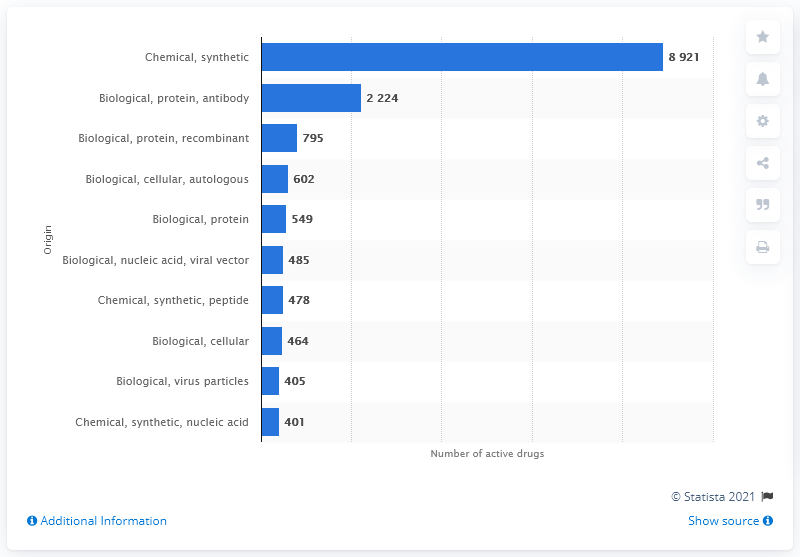 Chemical, synthetic 8 921
Biological, protein, antibody 2 224
Biological, protein, recombinant 795
Biological, cellular, autologous 602
Biological, protein 549
Biological, nucleic acid, viral vector 485
Chemical, synthetic, peptide 478
Biological, cellular 464
Biological, virus particles 405
Chemical, synthetic, nucleic acid 401
Origin
Number of active drugs
© Statista 2021
Additional Information
Show source